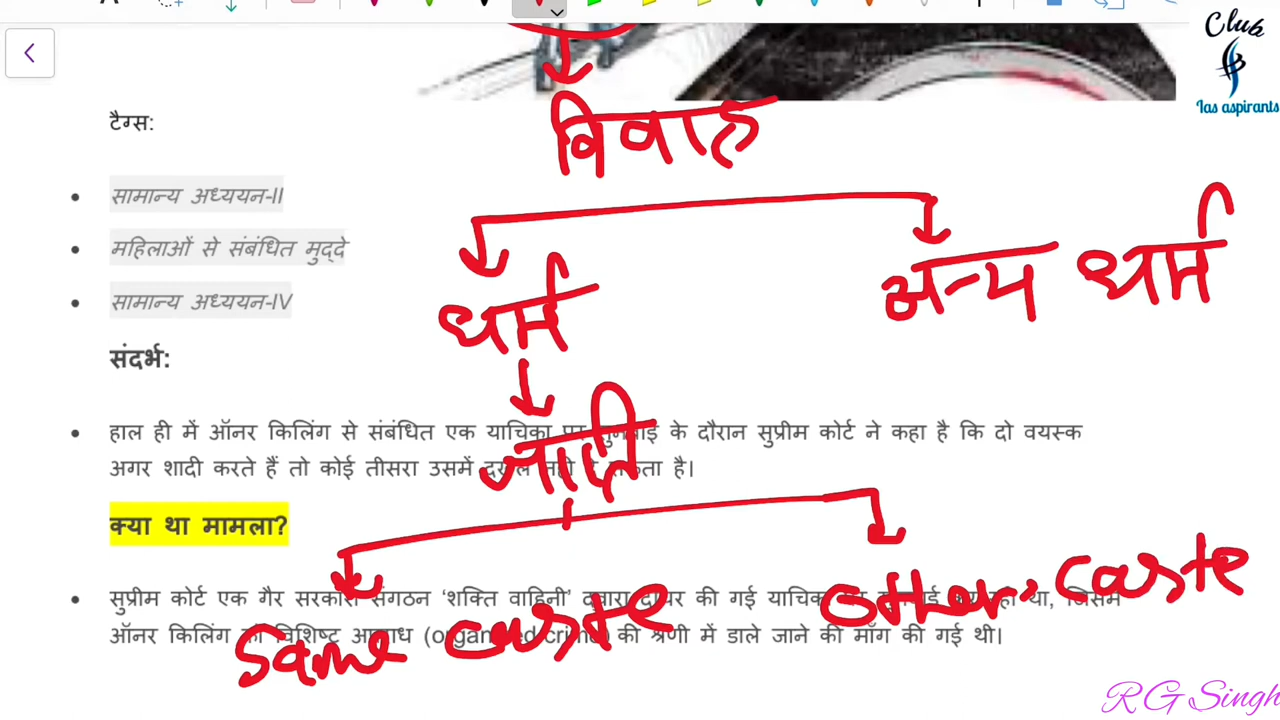 Club
Ias aspirants
टैग्स:
विवाह
सामान्य अध्ययन-II
महिलाओं से संबंधित मुद्दे
धर्म
अन्य धर्म
सामान्य अध्ययन-IV
संदर्भ:
हाल ही में ऑनर किलिंग से संबंधित एक याचिका पर सुनवाई के दौरान सुप्रीम कोर्ट ने कहा है कि दो वयस्क
अगर शादी करते हैं तो कोई तीसरा उसमें दखल नहीं दे सकता है।
जाति
क्या था मामला?
सुप्रीम कोर्ट एक गैर सरकारी संगठन ‘शक्ति वाहिनी’ द्वारा दायर की गई याचिका पर सुनवाई कर रहा था, जिसमें
ऑनर किलिंग को विशिष्ट अपराध (organized crime) की श्रेणी में डाले जाने की माँग की गई थी।
Same caste
Other caste
RG Singh